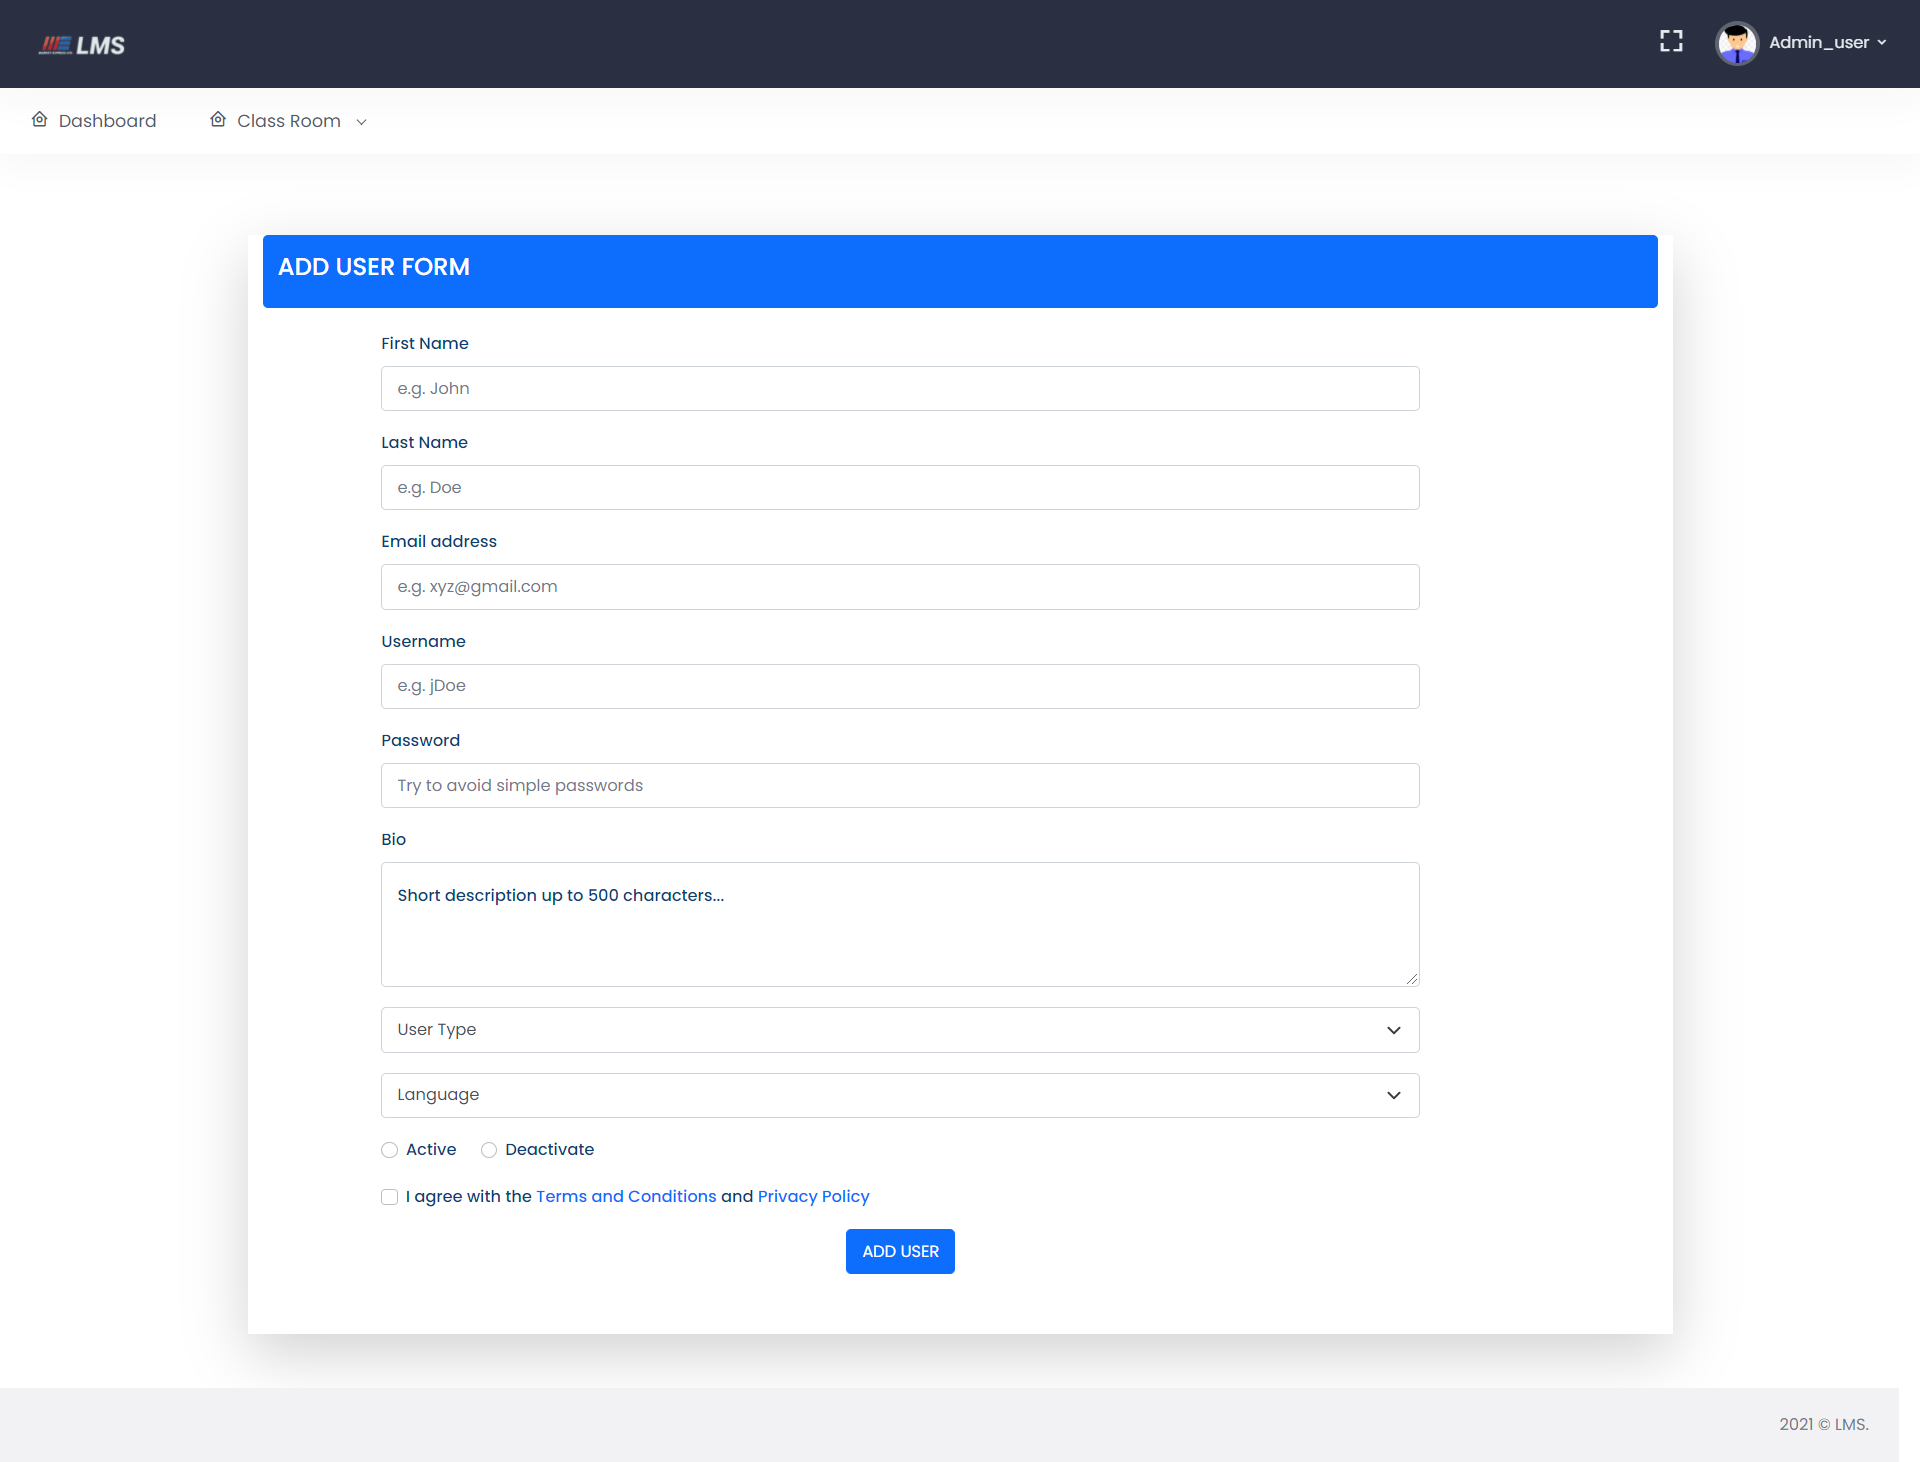 LMS
Admin_user
Dashboard
Class Room
ADD USER FORM
First Name
e.g. John
Last Name
e.g. Doe
Email address
e.g. xyz@gmail.com
Username
e.g. jDoe
Password
Try to avoid simple passwords
Bio
Short description up to 500 characters...
User Type
Language
Active Deactivate
I agree with the Terms and Conditions and Privacy Policy
ADD USER
2021 © LMS.